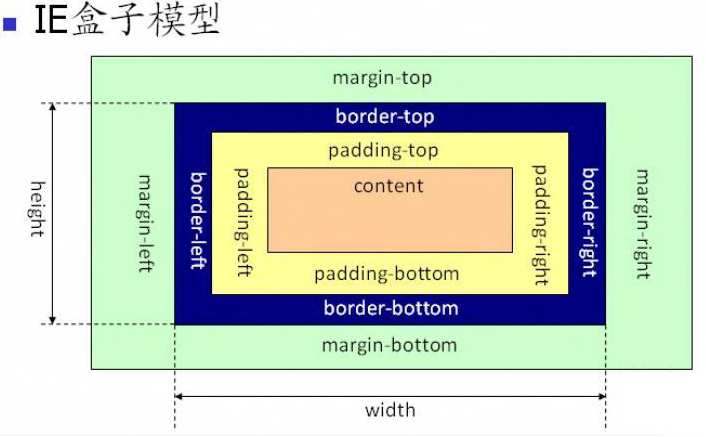 IE盒子模型
margin-top
border-top
padding-top
content
height
margin-left
border-left
padding-left
padding-right
border-right
margin-right
padding-bottom
border-bottom
margin-bottom
width